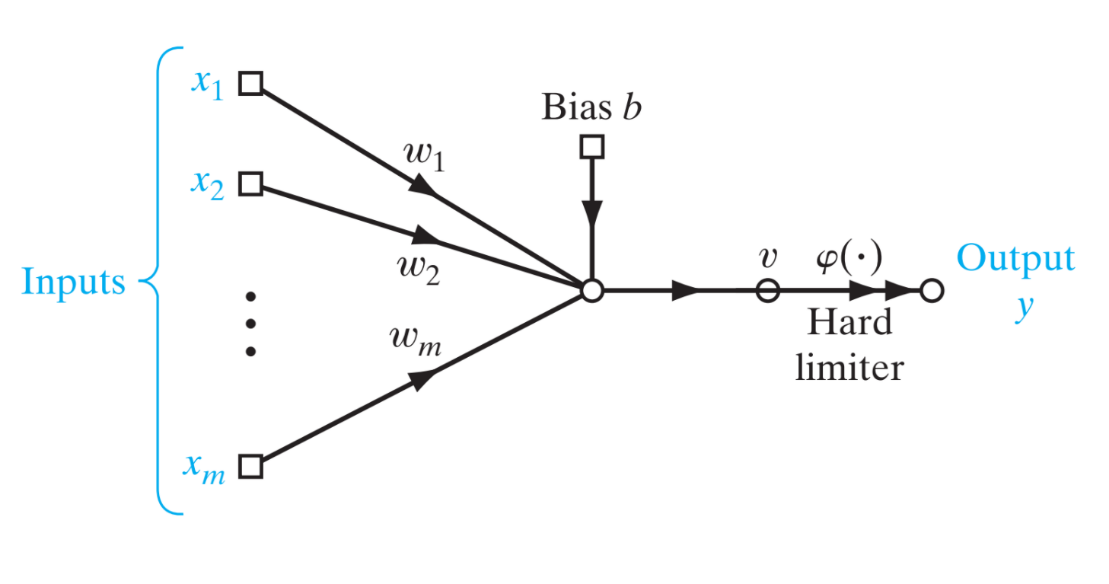 Inputs
x₁
x₂
xₘ
w₁
w₂
wₘ
Bias b
v
φ(·)
Hard
limiter
Output
y